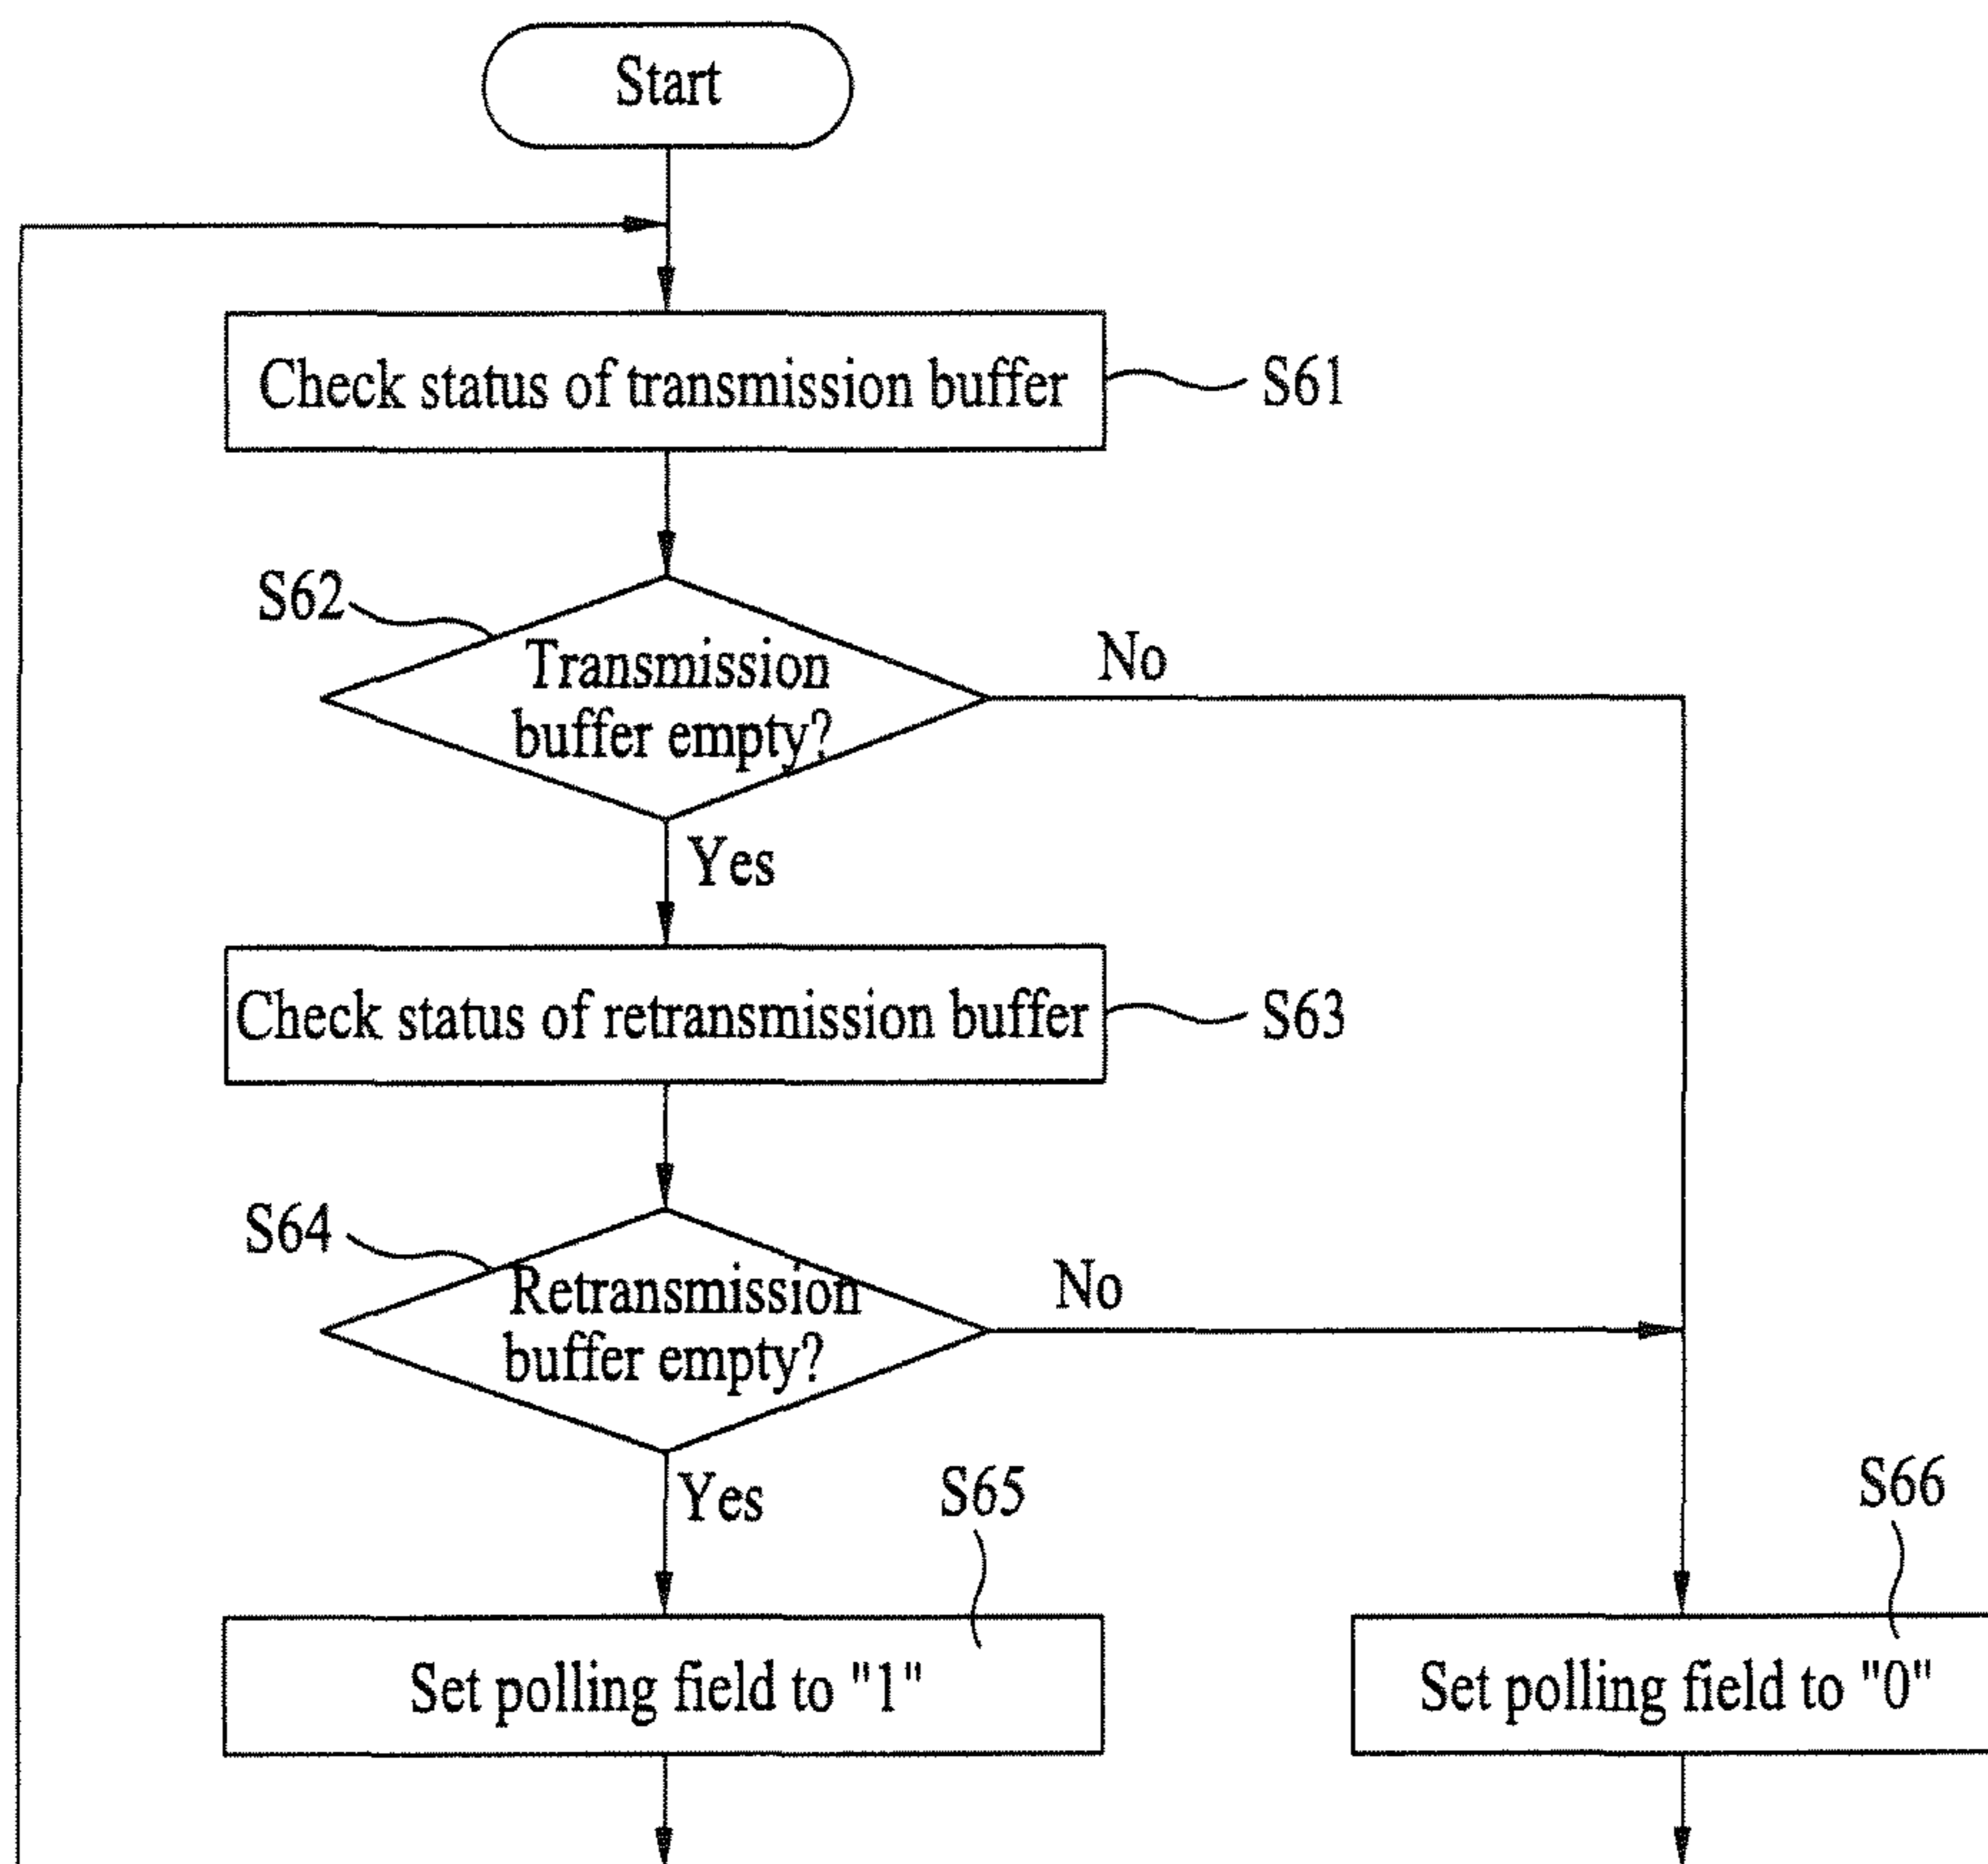 Start
Check status of transmission buffer
S61
S62
Transmission
buffer empty?
No
Yes
Check status of retransmission buffer
S63
S64
Retransmission
buffer empty?
No
Yes
S65
S66
Set polling field to "1"
Set polling field to "0"